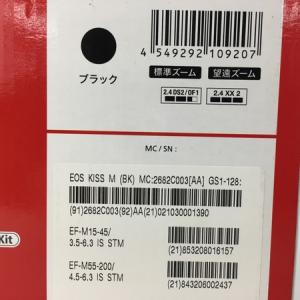 ブラック
4 549292 109207
標準ズーム 望遠ズーム
2.4 DS2/OF1 2.4 XX 2
MC / SN :
EOS KISS M (BK) MC:2682C003[AA] GS1-128:
(91)2682C003(92)AA(21)021030001390
EF-M15-45/
3.5-6.3 IS STM
(21)853208016157
EF-M55-200/
4.5-6.3 IS STM
(21)843206002437
Kit